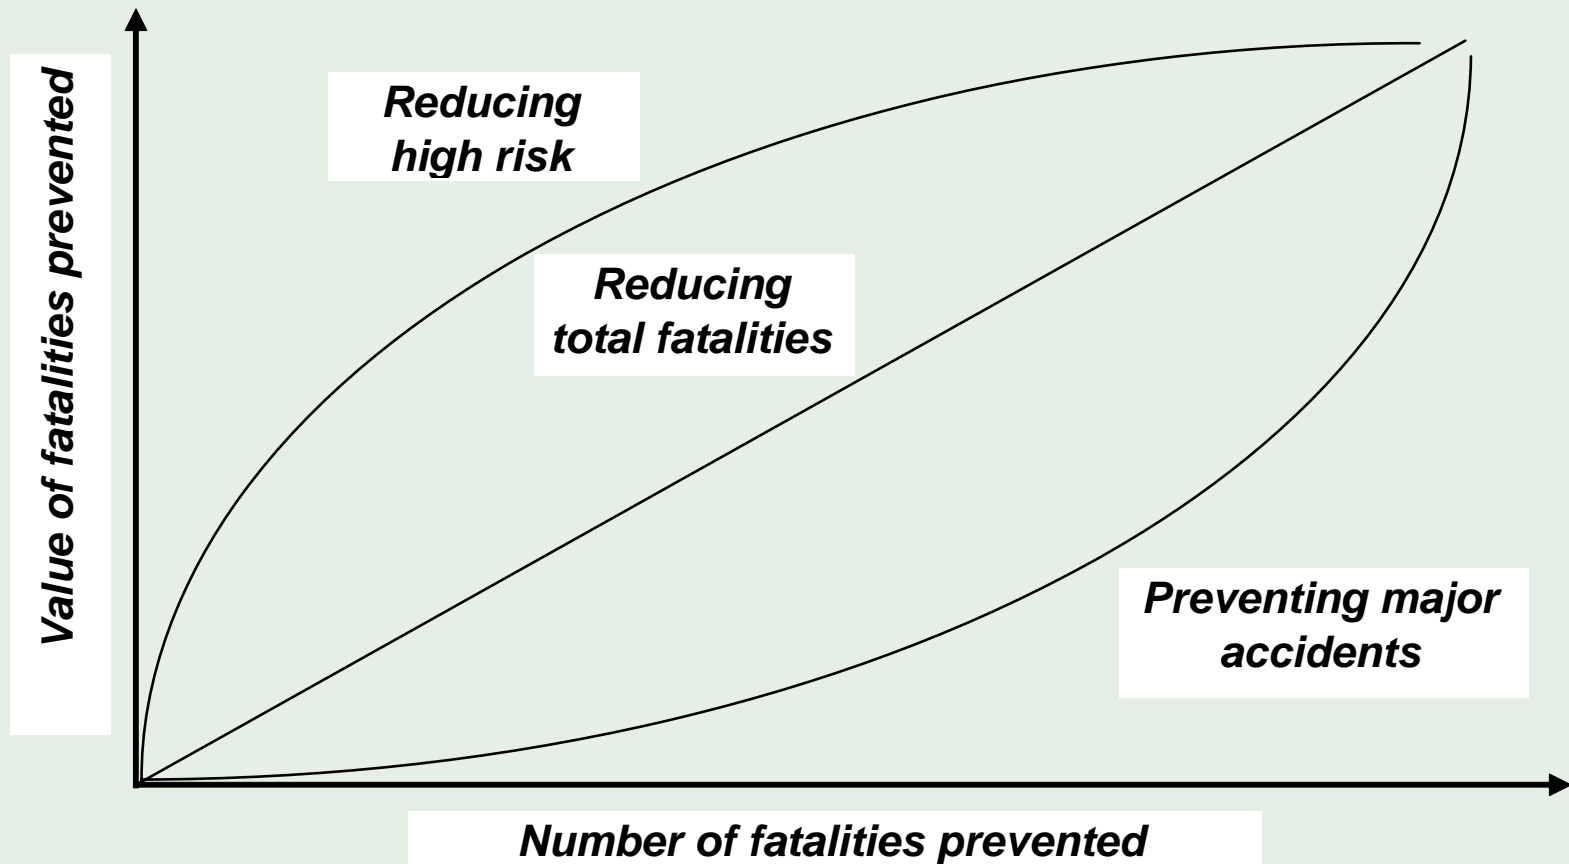 Value of fatalities prevented
Reducing
high risk
Reducing
total fatalities
Preventing major
accidents
Number of fatalities prevented